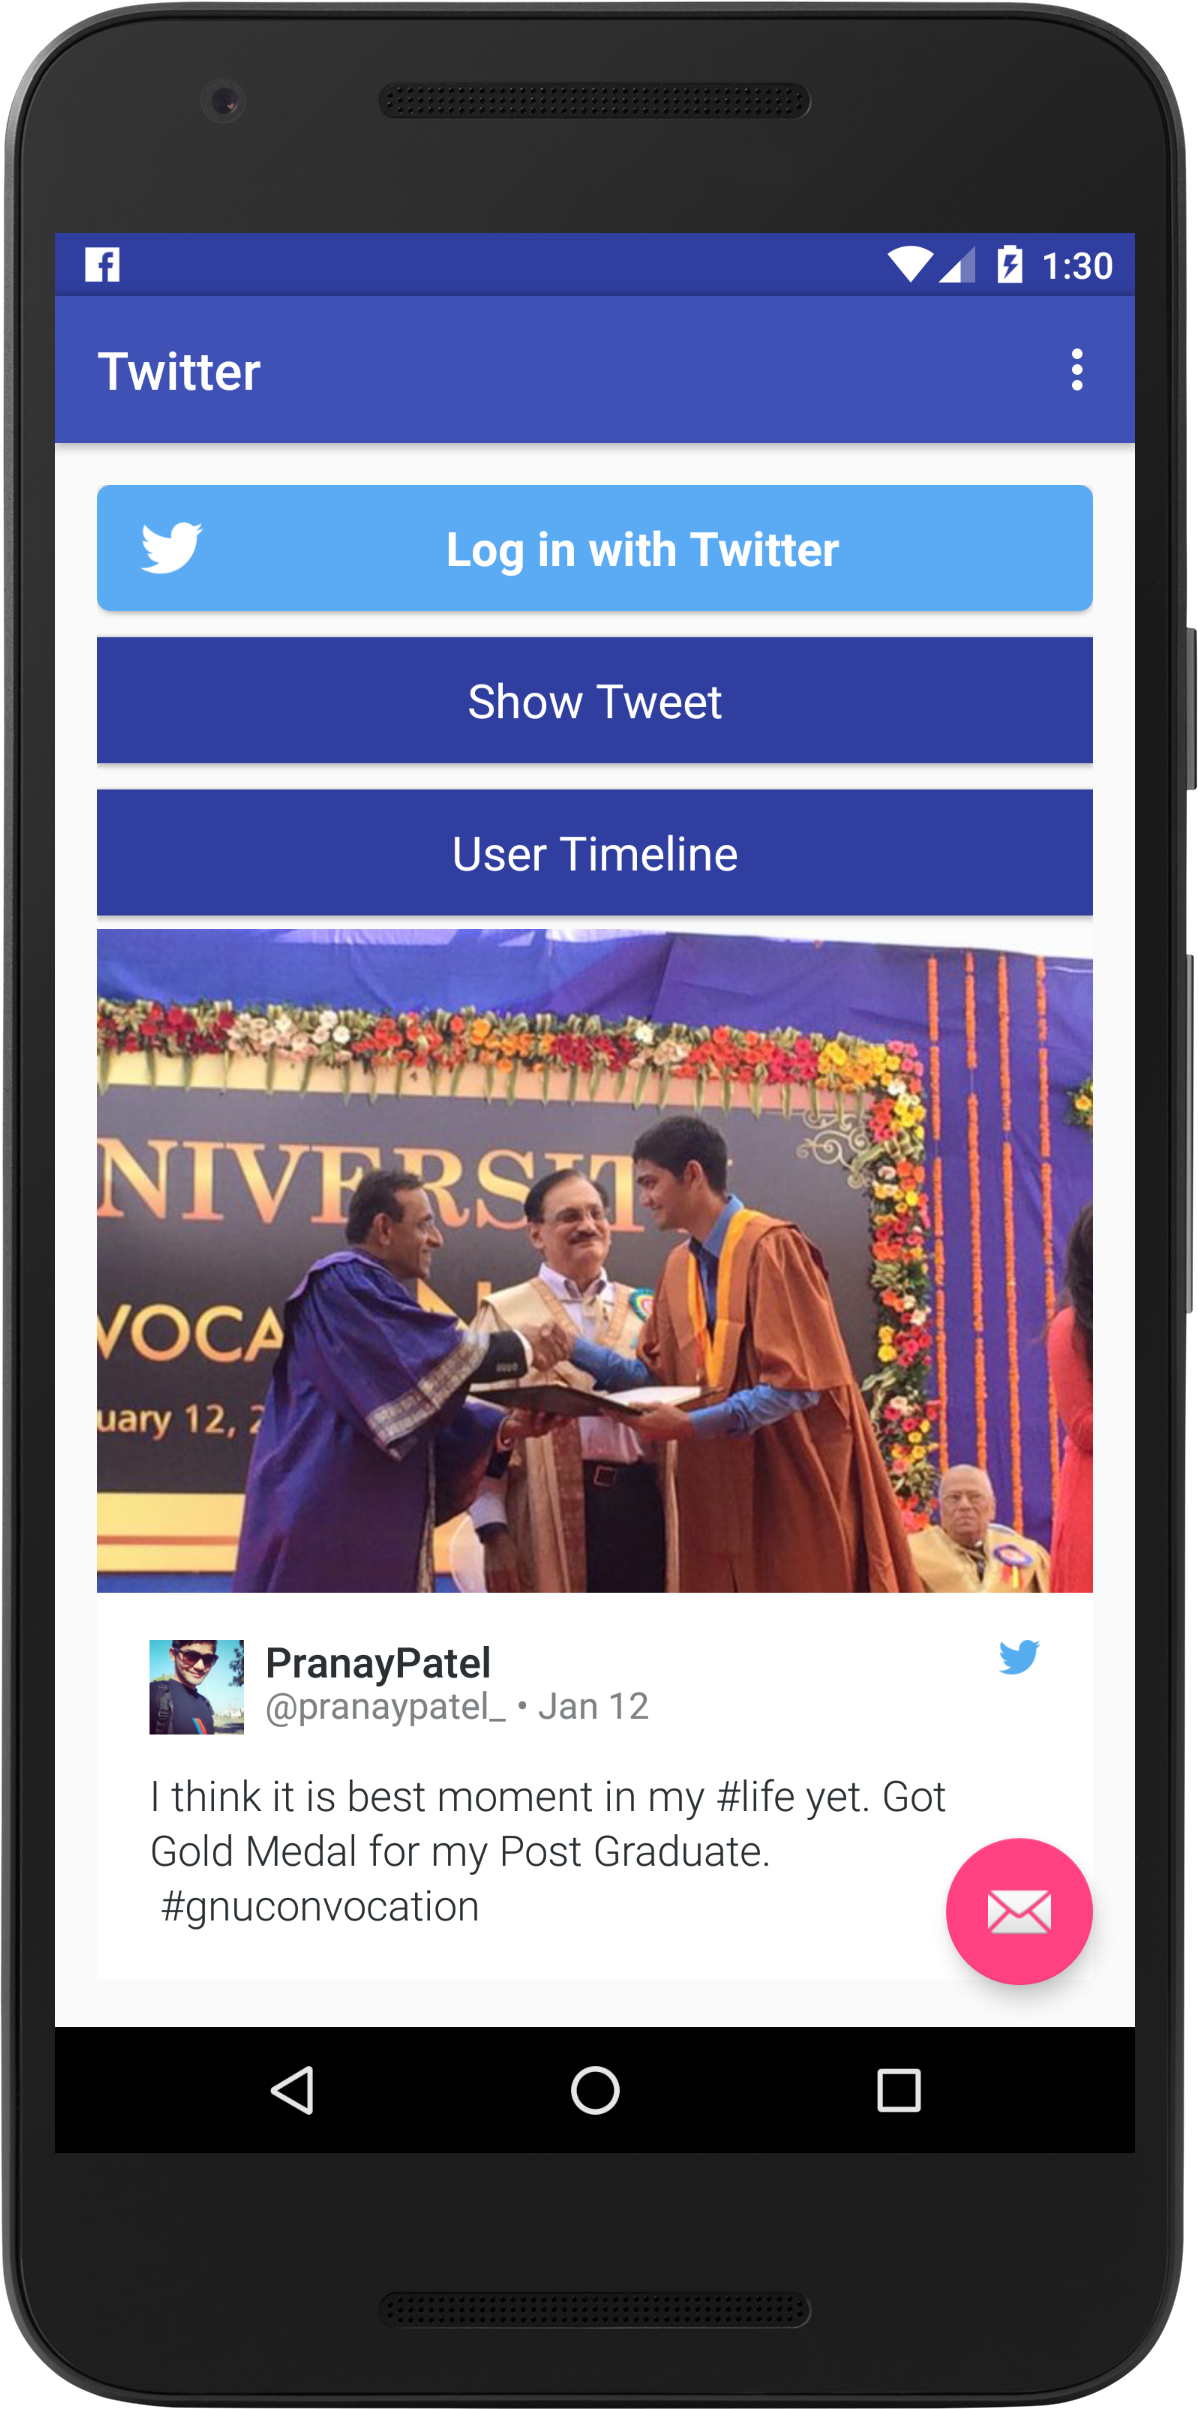 1:30
Twitter
Log in with Twitter
Show Tweet
User Timeline
NIVERSIT
VOCA
uary 12, 2
PranayPatel
@pranaypatel_ • Jan 12
I think it is best moment in my #life yet. Got
Gold Medal for my Post Graduate.
#gnuconvocation